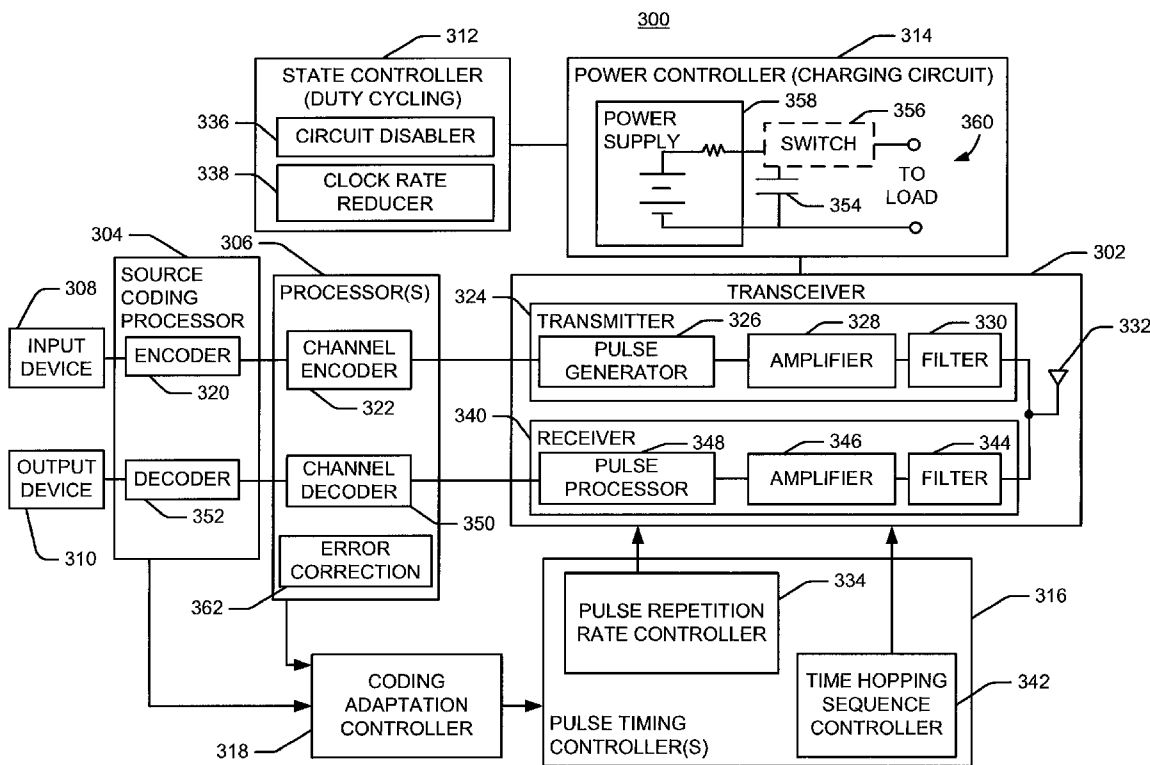 300
312
314
STATE CONTROLLER
(DUTY CYCLING)
336
CIRCUIT DISABLER
338
CLOCK RATE
REDUCER
POWER CONTROLLER (CHARGING CIRCUIT)
POWER
SUPPLY
358
356
SWITCH
360
TO
LOAD
354
304
306
302
SOURCE
CODING
PROCESSOR
308
INPUT
DEVICE
ENCODER
320
PROCESSOR(S)
CHANNEL
ENCODER
322
TRANSCEIVER
324
TRANSMITTER
326
328
330
332
PULSE
GENERATOR
AMPLIFIER
FILTER
340
RECEIVER
348
346
344
PULSE
PROCESSOR
AMPLIFIER
FILTER
OUTPUT
DEVICE
310
DECODER
352
CHANNEL
DECODER
350
ERROR
CORRECTION
362
334
PULSE REPETITION
RATE CONTROLLER
316
CODING
ADAPTATION
CONTROLLER
318
PULSE TIMING
CONTROLLER(S)
TIME HOPPING
SEQUENCE
CONTROLLER
342